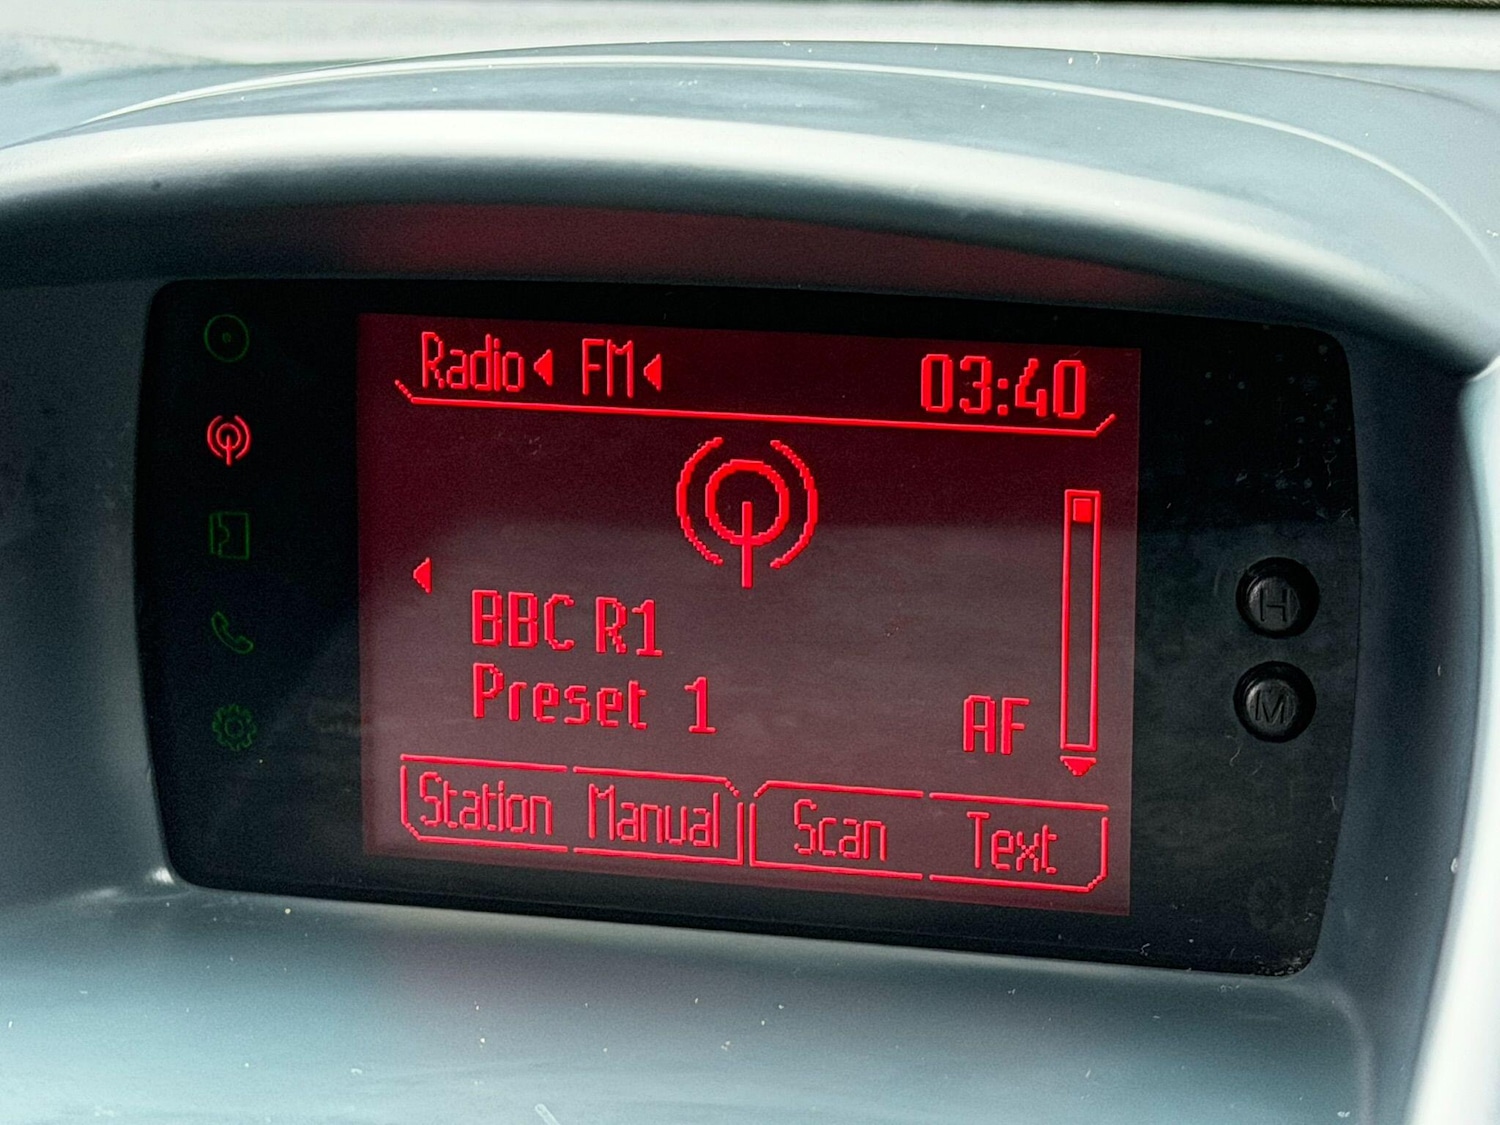 Radio FM 03:40
BBC R1
Preset 1 AF
Station Manual Scan Text
H
M